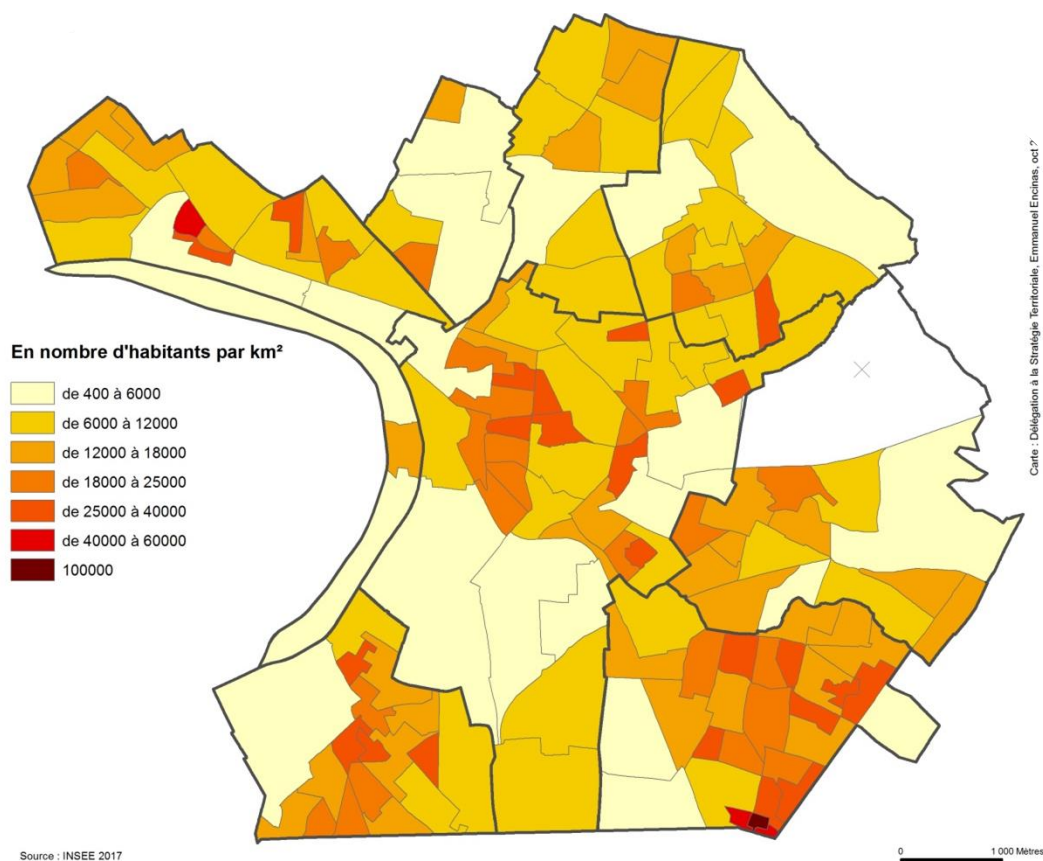 En nombre d'habitants par km²
de 400 à 6000
de 6000 à 12000
de 12000 à 18000
de 18000 à 25000
de 25000 à 40000
de 40000 à 60000
100000
Carte : Délégation à la Stratégie Territoriale, Emmanuel Encinas, oct
Source : INSEE 2017
0 1 000 Mètres